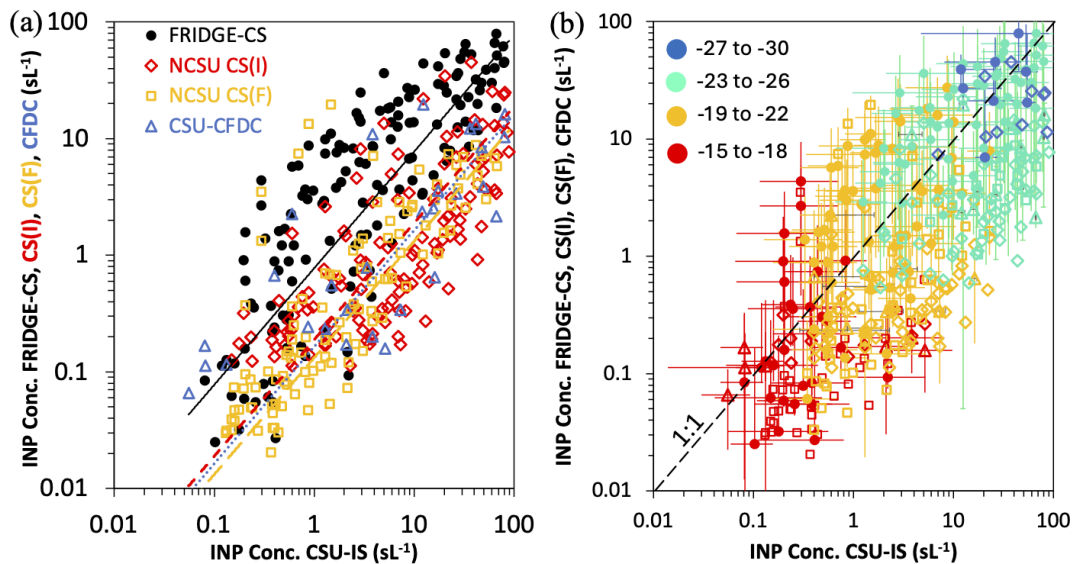 (a)
INP Conc. FRIDGE-CS, CS(I), CS(F), CFDC (sL⁻¹)
100
10
1
0.1
0.01
FRIDGE-CS
NCSU CS(I)
NCSU CS(F)
CSU-CFDC
0.01
0.1
1
10
100
INP Conc. CSU-IS (sL⁻¹)
(b)
INP Conc. FRIDGE-CS, CS(I), CS(F), CFDC (sL⁻¹)
100
10
1
0.1
0.01
-27 to -30
-23 to -26
-19 to -22
-15 to -18
1:1
0.01
0.1
1
10
100
INP Conc. CSU-IS (sL⁻¹)